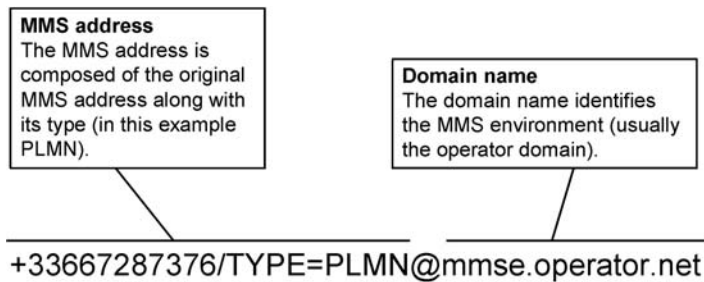 MMS address
The MMS address is
composed of the original
MMS address along with
its type (in this example
PLMN).
Domain name
The domain name identifies
the MMS environment (usually
the operator domain).
+33667287376/TYPE=PLMN@mmse.operator.net